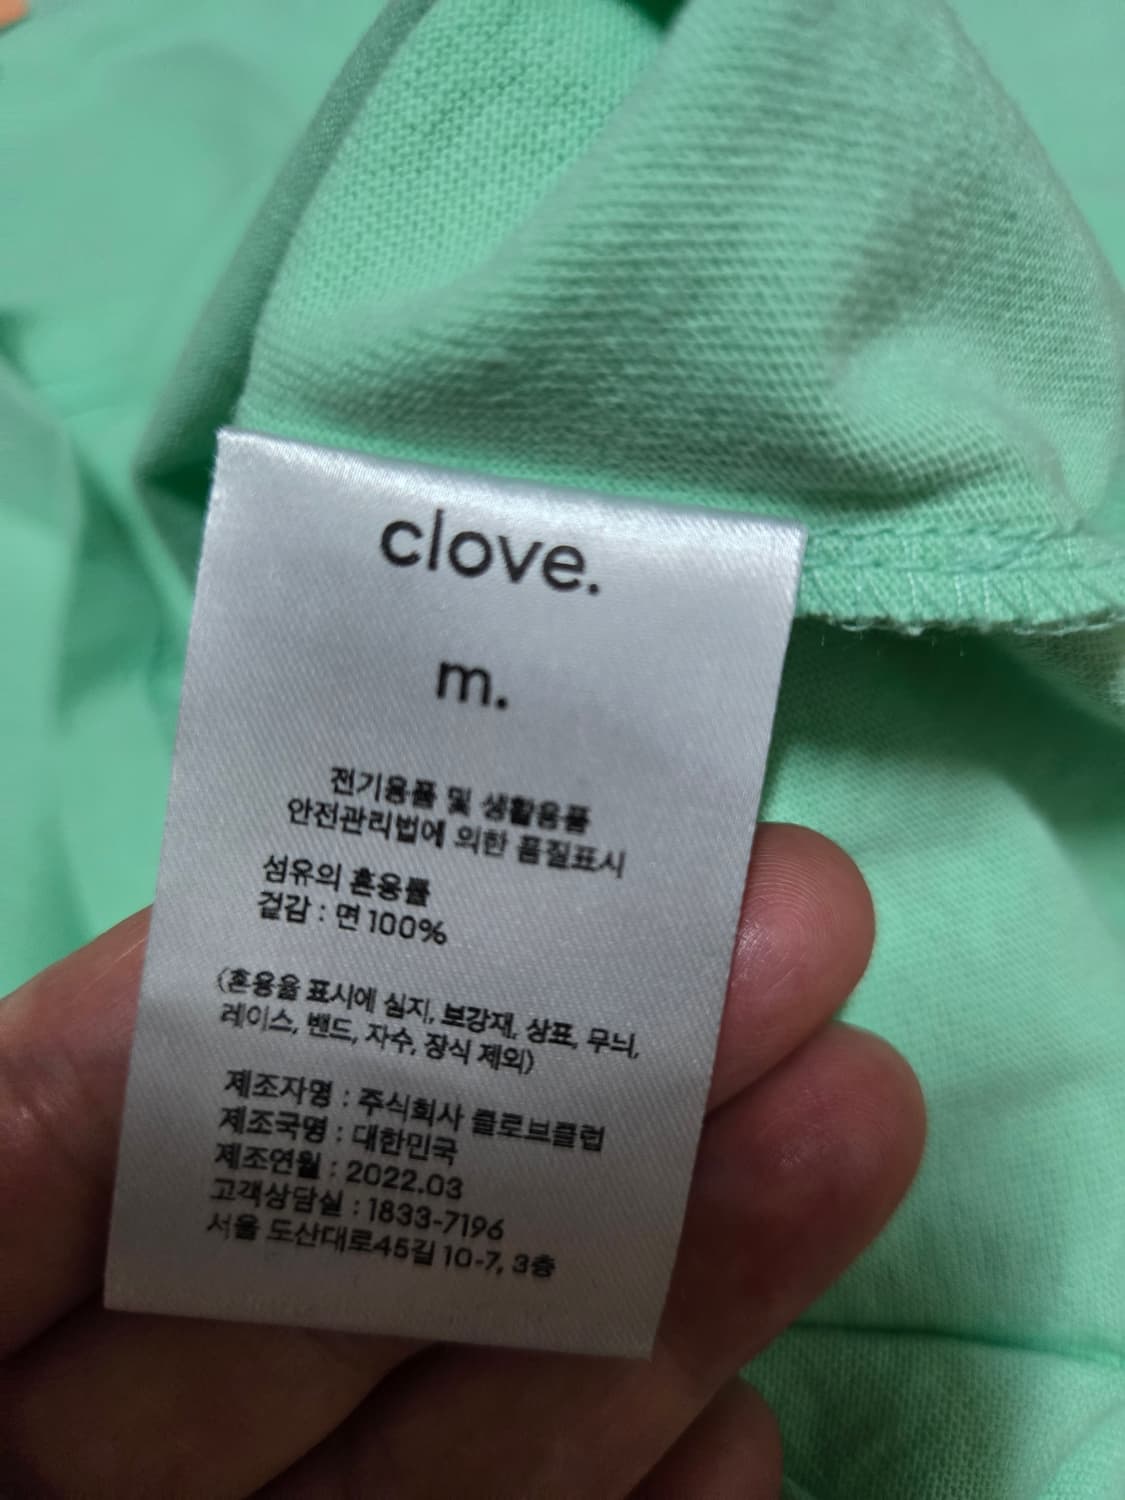 clove.
m.
전기용품 및 생활용품
안전관리법에 의한 품질표시
섬유의 혼용률
겉감 : 면 100%
(혼용율 표시에 심지, 보강재, 상표, 무늬,
레이스, 밴드, 자수, 장식 제외)
제조자명 : 주식회사 클로브클럽
제조국명 : 대한민국
제조연월 : 2022.03
고객상담실 : 1833-7196
서울 도산대로45길 10-7, 3층